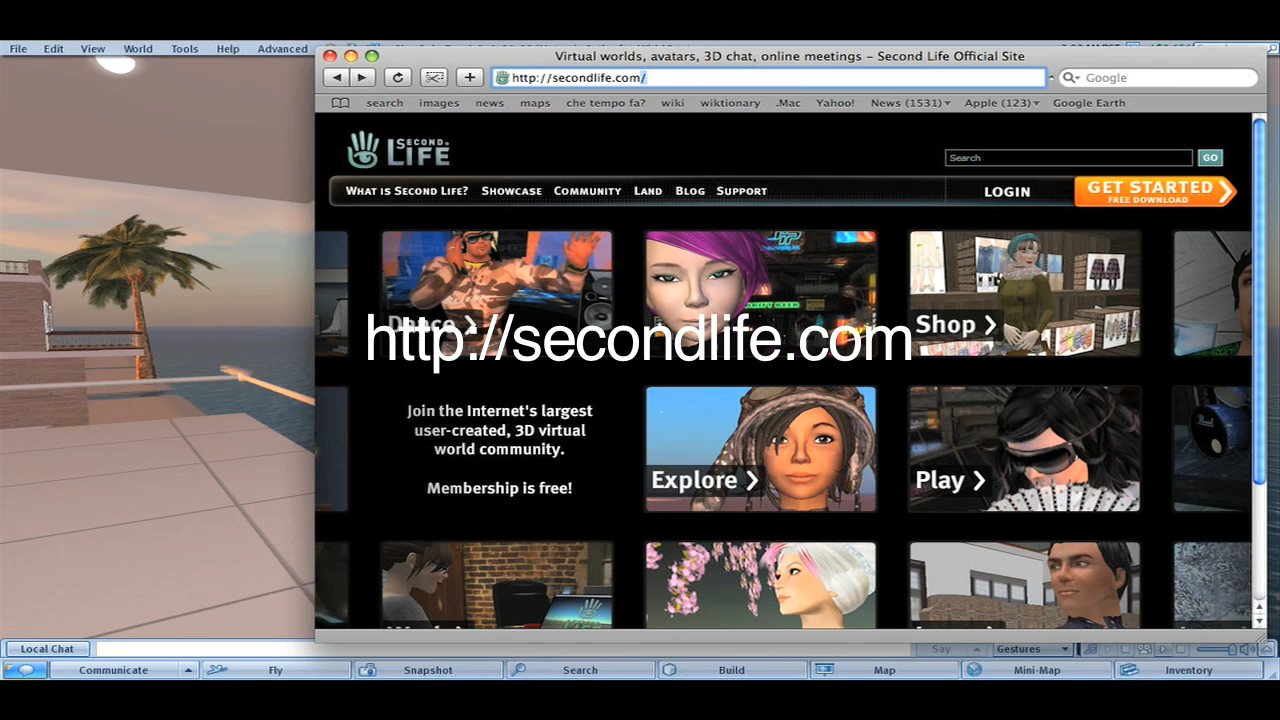 File Edit View World Tools Help Advanced
Virtual worlds, avatars, 3D chat, online meetings – Second Life Official Site
http://secondlife.com/
Google
search images news maps che tempo fa? wiki wiktionary .Mac Yahoo! News (1531) Apple (123) Google Earth
SECOND LIFE
Search GO
WHAT IS SECOND LIFE? SHOWCASE COMMUNITY LAND BLOG SUPPORT LOGIN GET STARTED
FREE DOWNLOAD
Dance
Shop
http://secondlife.com
Join the Internet's largest
user-created, 3D virtual
world community.
Membership is free!
Explore
Play
Local Chat Say Gestures
Communicate Fly Snapshot Search Build Map Mini-Map Inventory